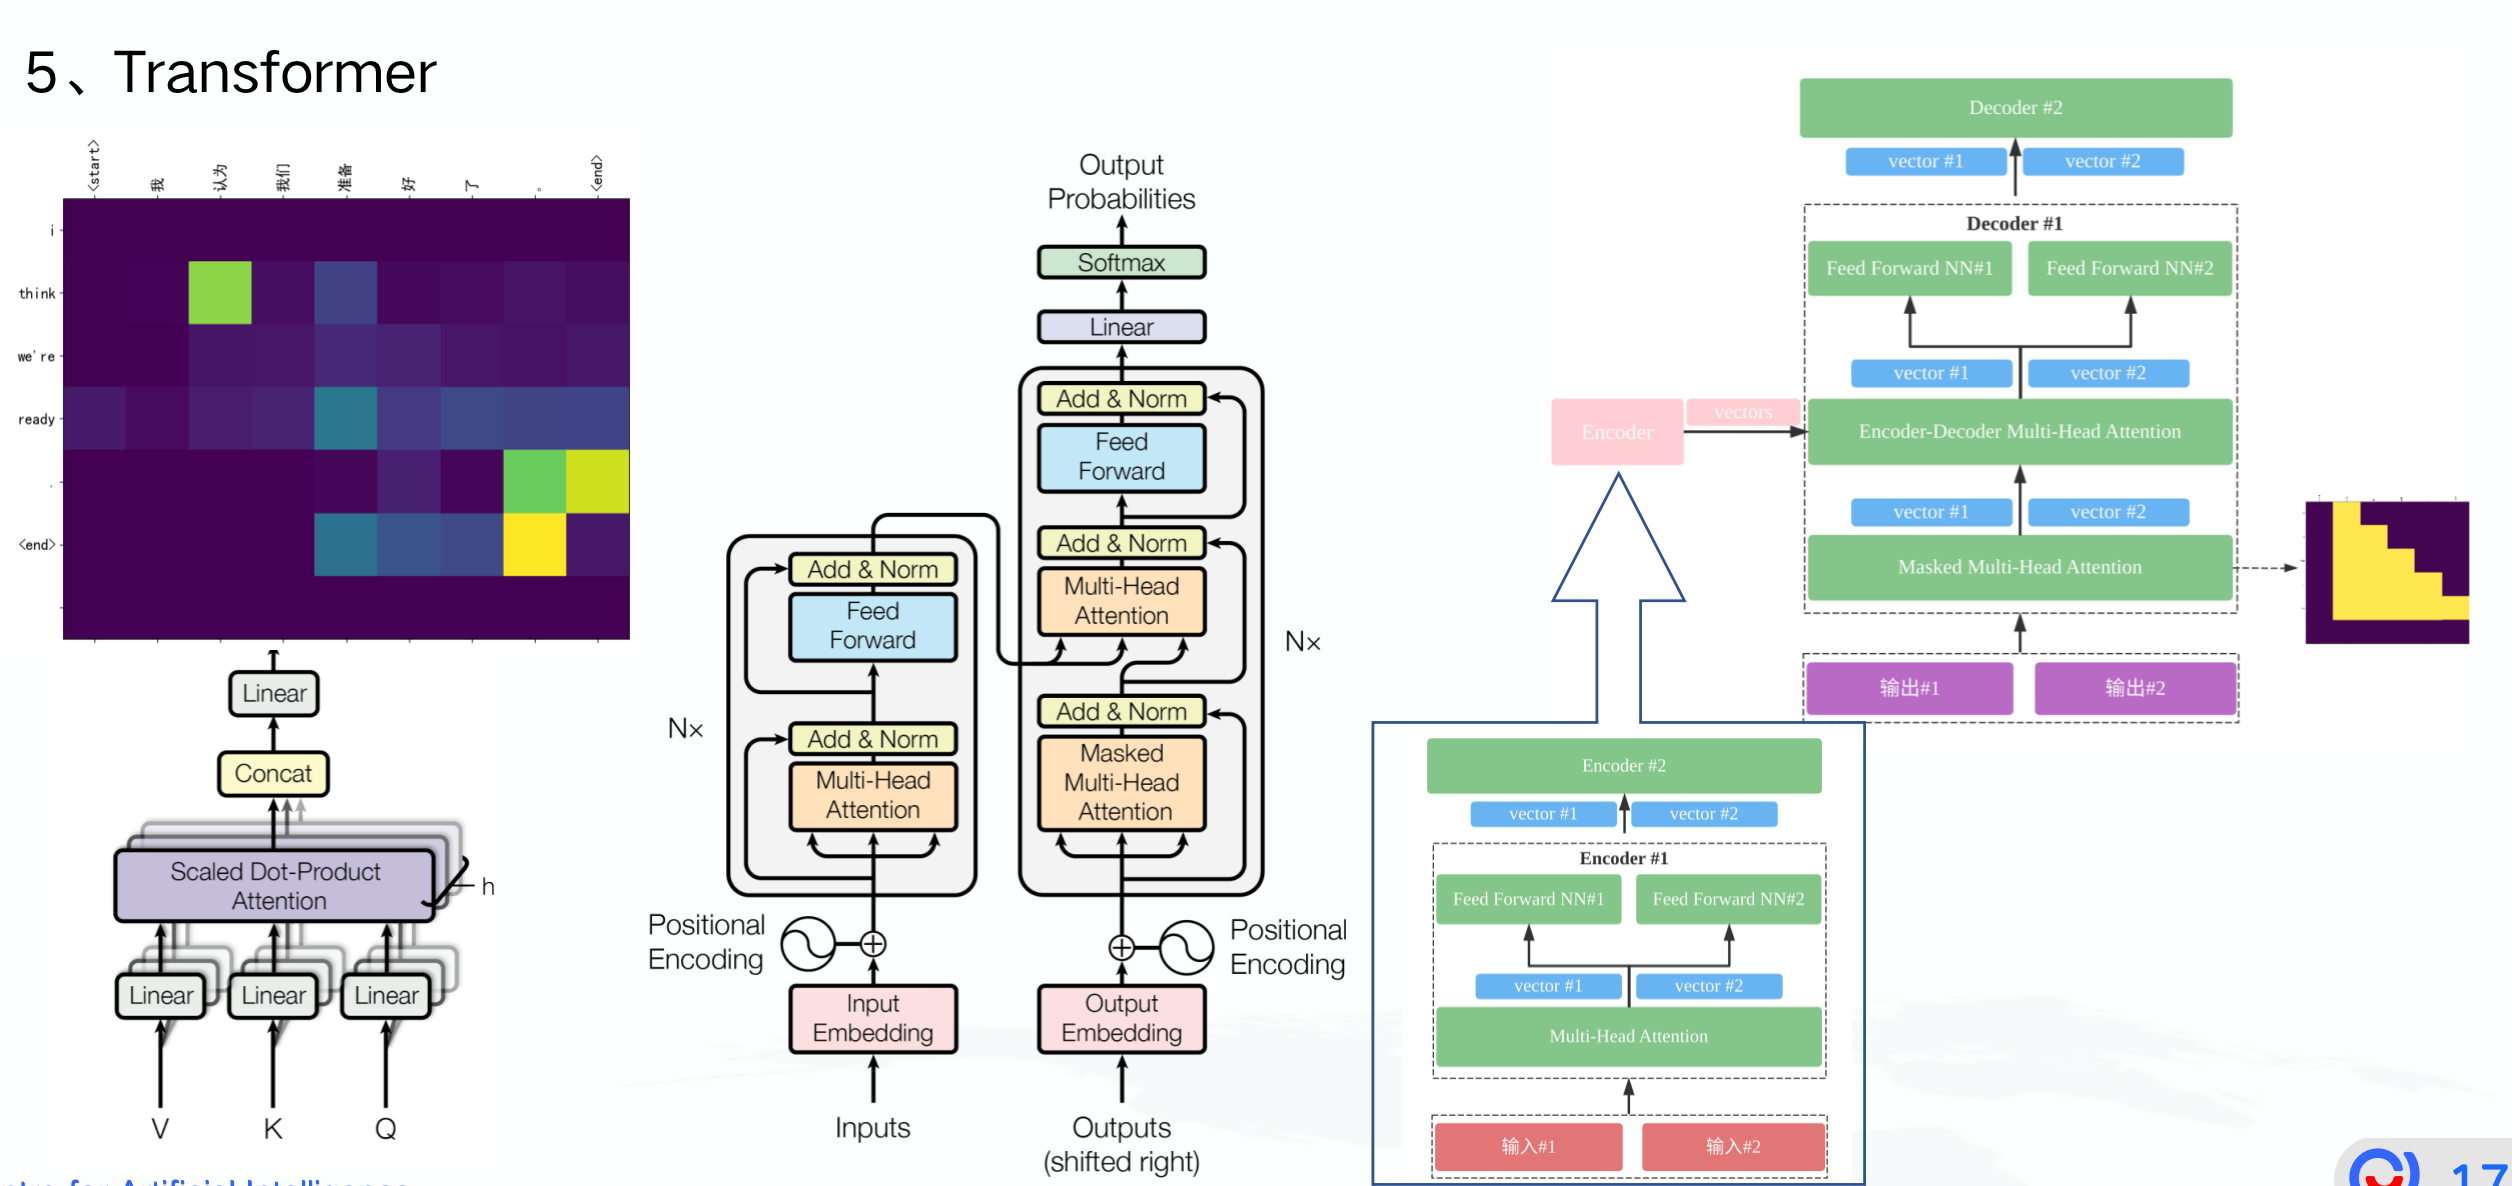 5、Transformer
<start>
我
认为
我们
准备
好
了
。
<end>
i
think
we're
ready
.
<end>
Linear
Concat
Scaled Dot-Product
Attention
h
Linear
Linear
Linear
V
K
Q
Output
Probabilities
Softmax
Linear
Add & Norm
Feed
Forward
Add & Norm
Multi-Head
Attention
N×
Add & Norm
Masked
Multi-Head
Attention
Add & Norm
Feed
Forward
N×
Add & Norm
Multi-Head
Attention
Positional
Encoding
Positional
Encoding
Input
Embedding
Output
Embedding
Inputs
Outputs
(shifted right)
Decoder #2
vector #1
vector #2
Decoder #1
Feed Forward NN#1
Feed Forward NN#2
vector #1
vector #2
Encoder
vectors
Encoder-Decoder Multi-Head Attention
vector #1
vector #2
Masked Multi-Head Attention
输出#1
输出#2
Encoder #2
vector #1
vector #2
Encoder #1
Feed Forward NN#1
Feed Forward NN#2
vector #1
vector #2
Multi-Head Attention
输入#1
输入#2
for Artificial Intelligence
17